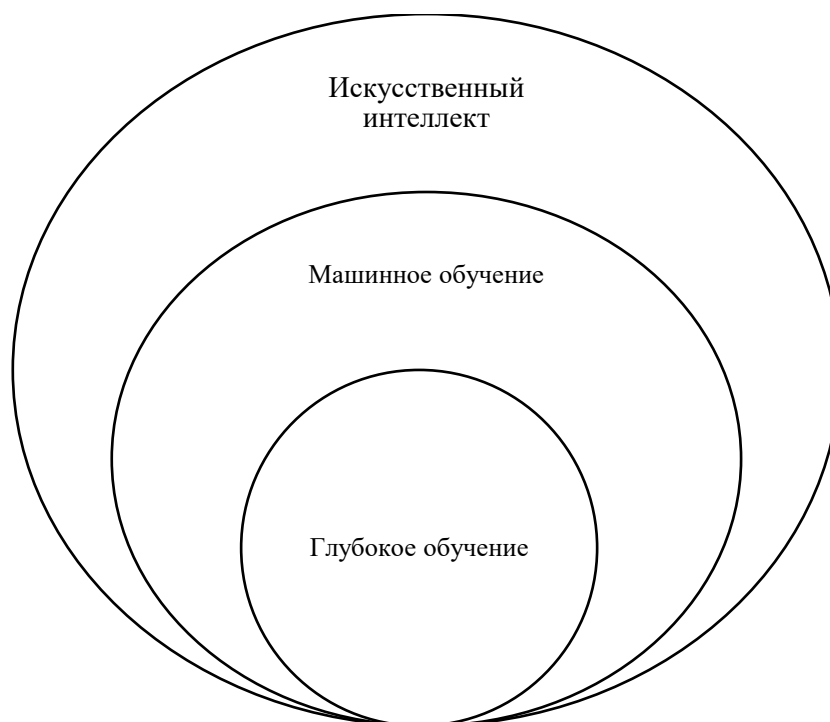 Искусственный
интеллект
Машинное обучение
Глубокое обучение